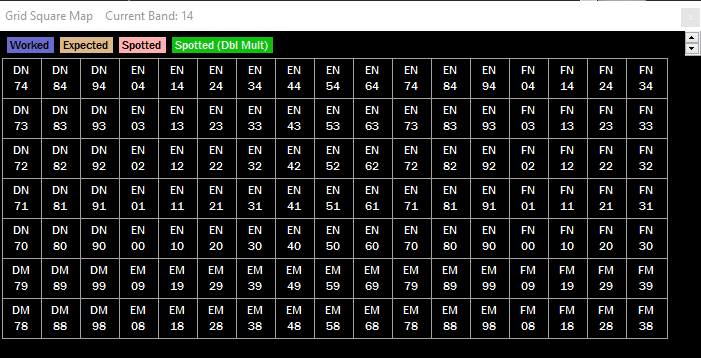 Grid Square Map Current Band: 14
Worked Expected Spotted Spotted (Dbl Mult)
DN DN DN EN EN EN EN EN EN EN EN EN EN FN FN FN FN
74 84 94 04 14 24 34 44 54 64 74 84 94 04 14 24 34
DN DN DN EN EN EN EN EN EN EN EN EN EN FN FN FN FN
73 83 93 03 13 23 33 43 53 63 73 83 93 03 13 23 33
DN DN DN EN EN EN EN EN EN EN EN EN EN FN FN FN FN
72 82 92 02 12 22 32 42 52 62 72 82 92 02 12 22 32
DN DN DN EN EN EN EN EN EN EN EN EN EN FN FN FN FN
71 81 91 01 11 21 31 41 51 61 71 81 91 01 11 21 31
DN DN DN EN EN EN EN EN EN EN EN EN EN FN FN FN FN
70 80 90 00 10 20 30 40 50 60 70 80 90 00 10 20 30
DM DM DM EM EM EM EM EM EM EM EM EM EM FM FM FM FM
79 89 99 09 19 29 39 49 59 69 79 89 99 09 19 29 39
DM DM DM EM EM EM EM EM EM EM EM EM EM FM FM FM FM
78 88 98 08 18 28 38 48 58 68 78 88 98 08 18 28 38